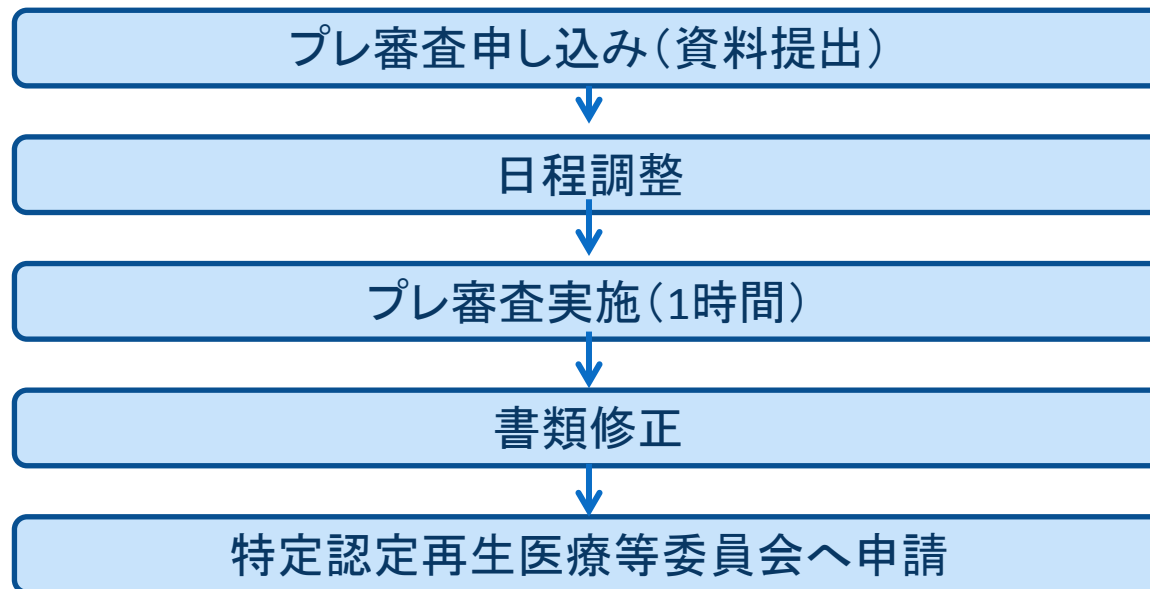 プレ審査申し込み（資料提出）
日程調整
プレ審査実施（1時間）
書類修正
特定認定再生医療等委員会へ申請